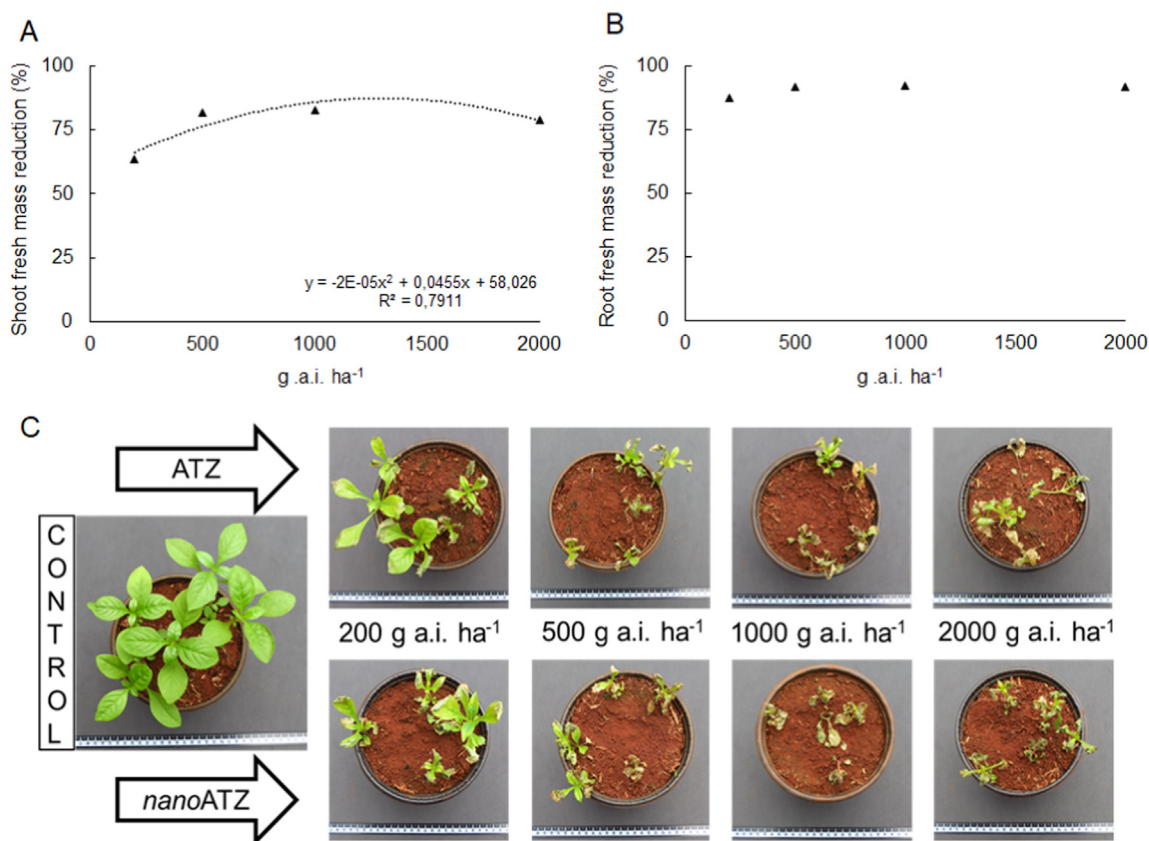 A
Shoot fresh mass reduction (%)
100
75
50
25
0
y = -2E-05x² + 0,0455x + 58,026
R² = 0,7911
0 500 1000 1500 2000
g .a.i. ha⁻¹
B
Root fresh mass reduction (%)
100
75
50
25
0
0 500 1000 1500 2000
g .a.i. ha⁻¹
C
ATZ
CONTROL
200 g a.i. ha⁻¹ 500 g a.i. ha⁻¹ 1000 g a.i. ha⁻¹ 2000 g a.i. ha⁻¹
nanoATZ